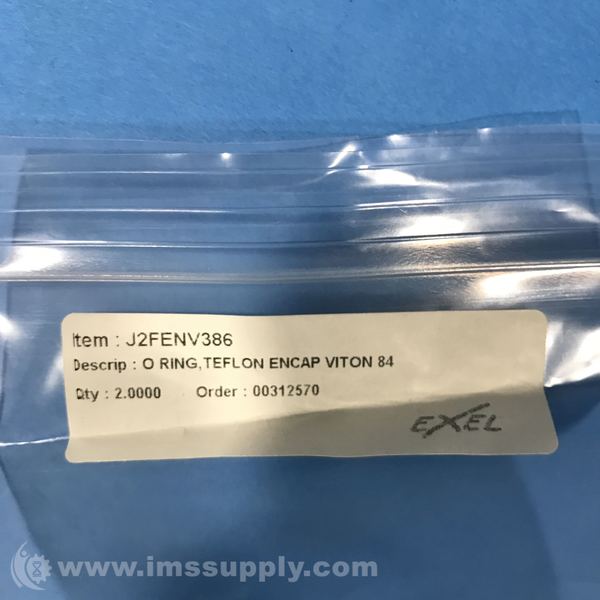 Item : J2FENV386
Descrip : O RING,TEFLON ENCAP VITON 84
Qty : 2.0000 Order : 00312570
EXEL
www.imssupply.com